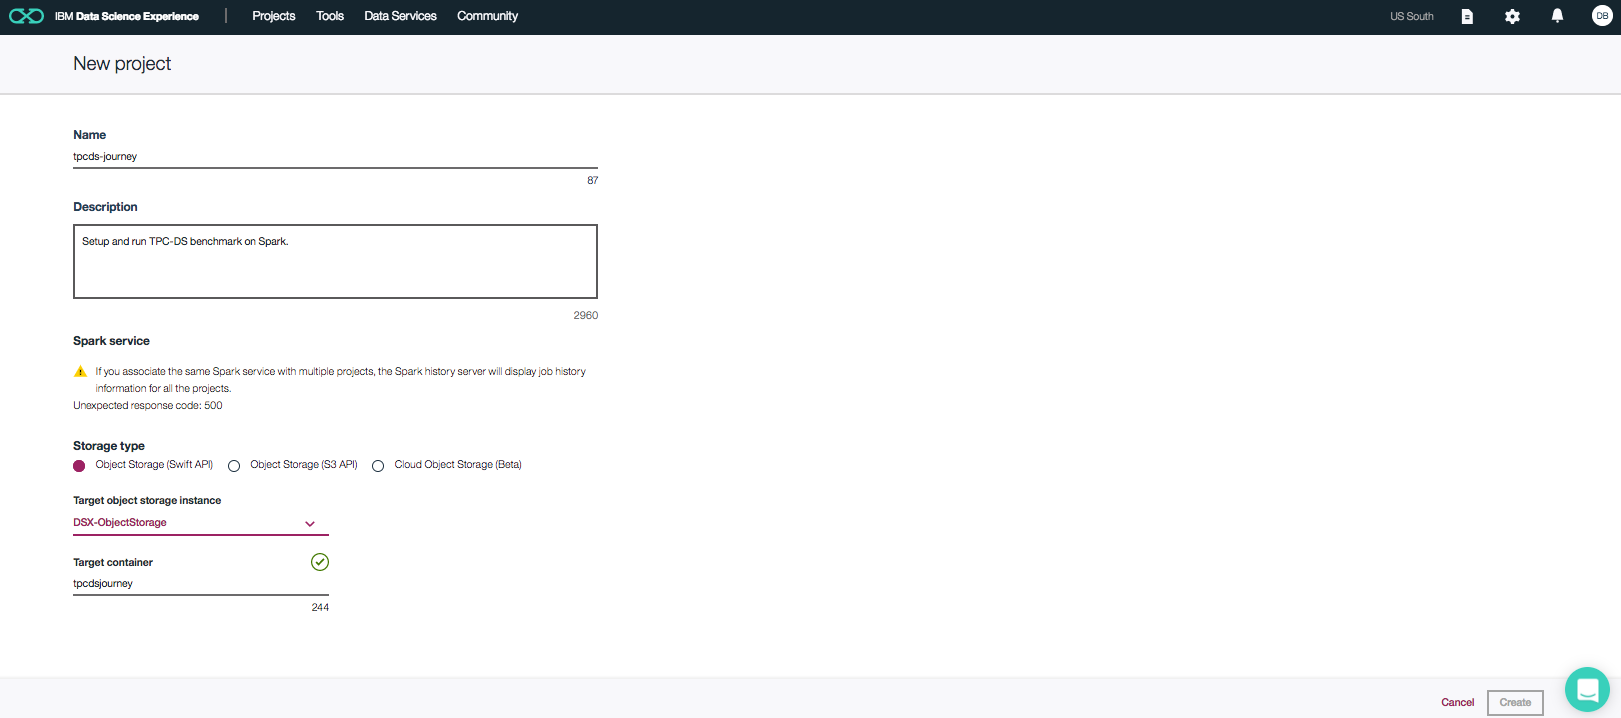 IBM Data Science Experience | Projects Tools Data Services Community US South DB
New project
Name
tpcds-journey
87
Description
Setup and run TPC-DS benchmark on Spark.
2960
Spark service
If you associate the same Spark service with multiple projects, the Spark history server will display job history
information for all the projects.
Unexpected response code: 500
Storage type
Object Storage (Swift API) Object Storage (S3 API) Cloud Object Storage (Beta)
Target object storage instance
DSX-ObjectStorage
Target container
tpcdsjourney
244
Cancel Create